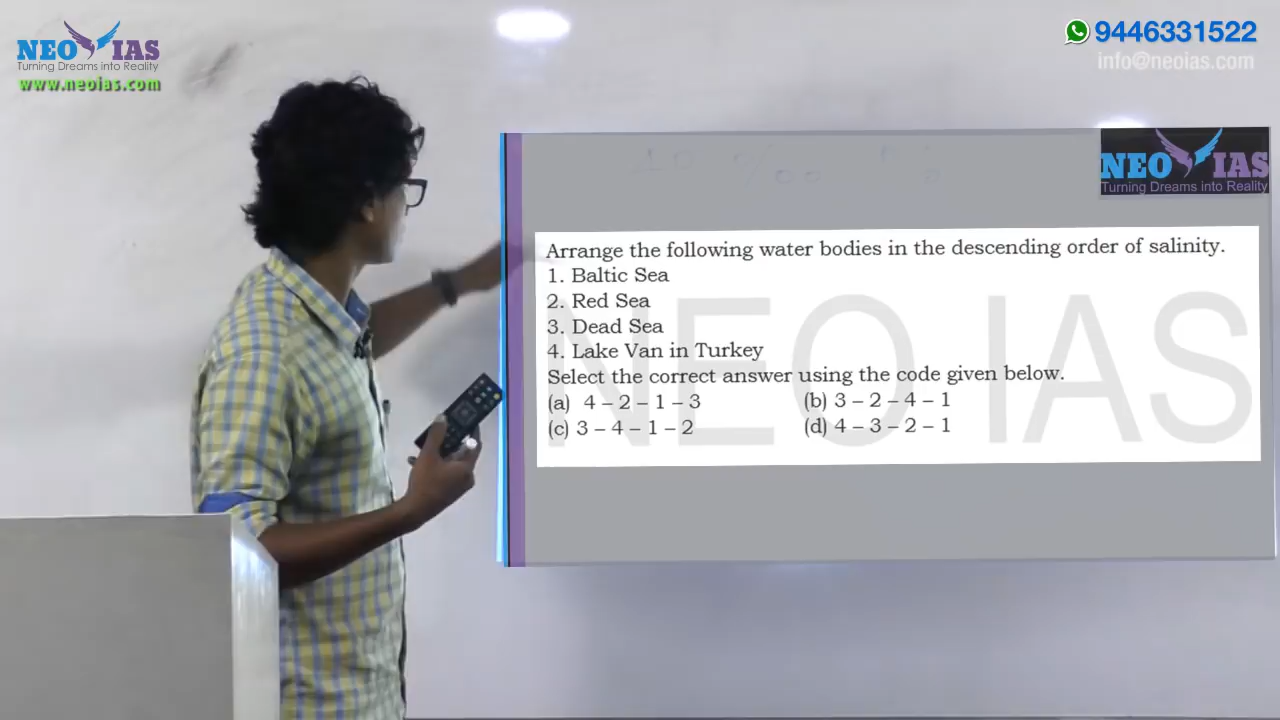 NEO IAS
Turning Dreams into Reality
www.neoias.com
9446331522
info@neoias.com
NEO IAS
Turning Dreams into Reality
Arrange the following water bodies in the descending order of salinity.
1. Baltic Sea
2. Red Sea
3. Dead Sea
4. Lake Van in Turkey
Select the correct answer using the code given below.
(a) 4 – 2 – 1 – 3 (b) 3 – 2 – 4 – 1
(c) 3 – 4 – 1 – 2 (d) 4 – 3 – 2 – 1
NEO IAS